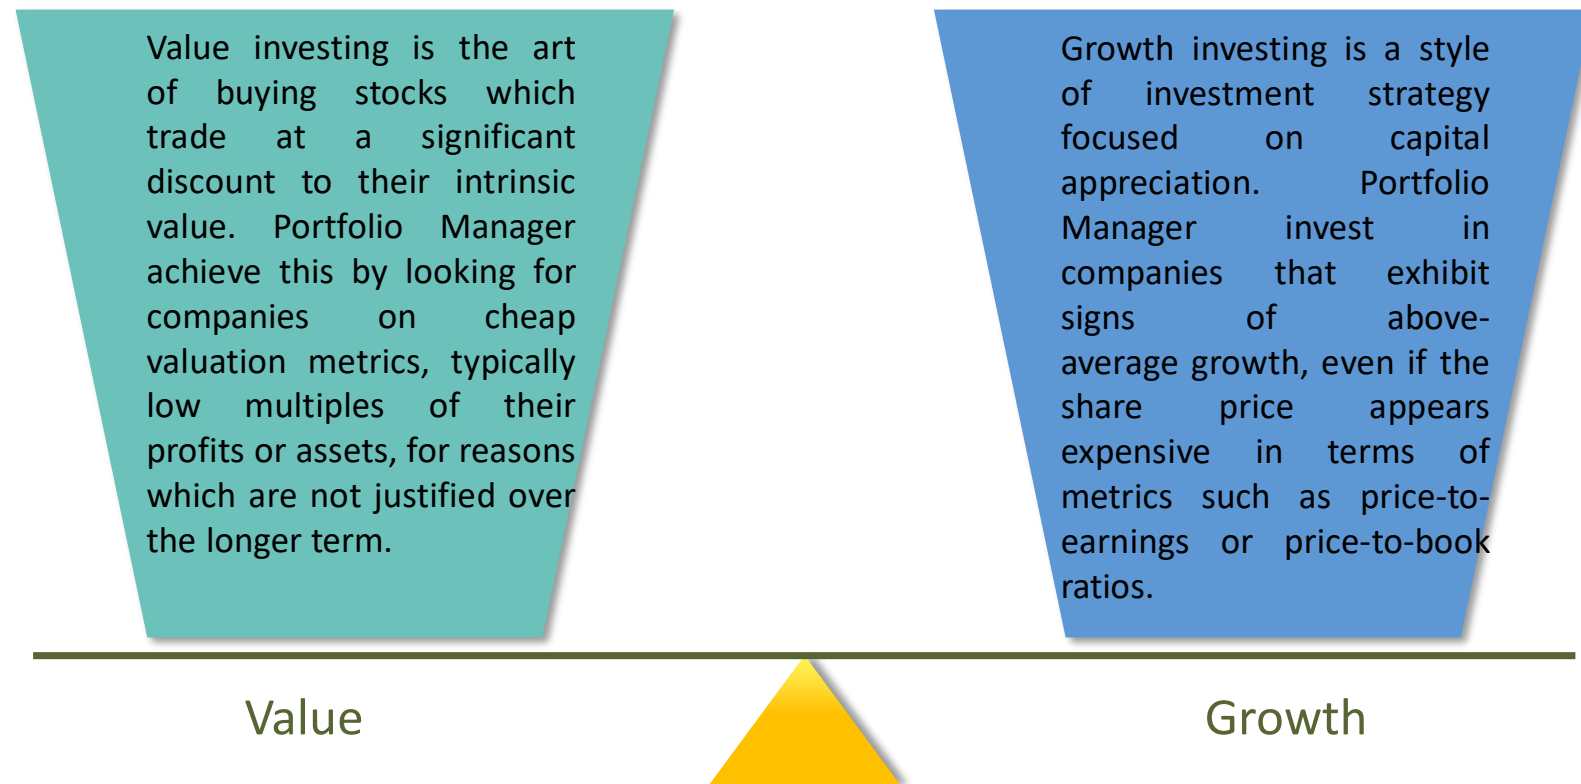 Value investing is the art
of buying stocks which
trade at a significant
discount to their intrinsic
value. Portfolio Manager
achieve this by looking for
companies on cheap
valuation metrics, typically
low multiples of their
profits or assets, for reasons
which are not justified over
the longer term.
Growth investing is a style
of investment strategy
focused on capital
appreciation. Portfolio
Manager invest in
companies that exhibit
signs of above-
average growth, even if the
share price appears
expensive in terms of
metrics such as price-to-
earnings or price-to-book
ratios.
Value
Growth